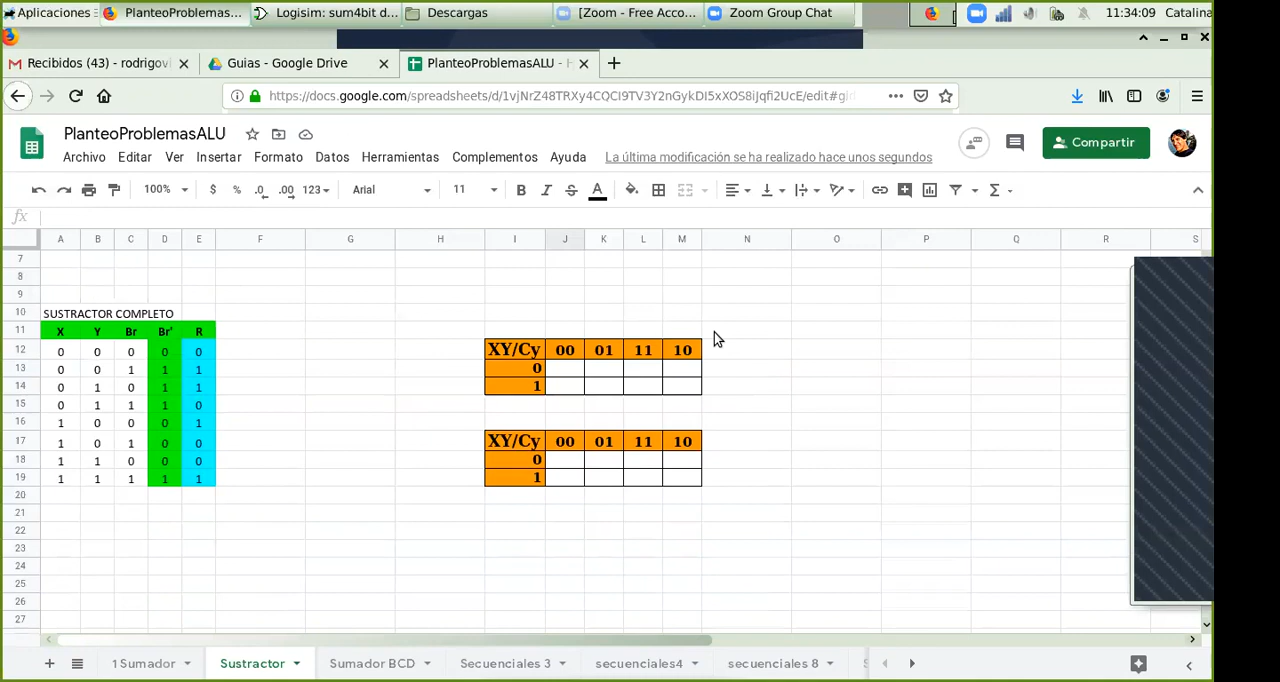 Aplicaciones PlanteoProblemas... Logisim: sum4bit d... Descargas [Zoom - Free Acco... Zoom Group Chat 11:34:09 Catalina
Recibidos (43) - rodrigovi Guias - Google Drive PlanteoProblemasALU - H
https://docs.google.com/spreadsheets/d/1vjNrZ48TRXy4CQCI9TV3Y2nGykDI5xXOS8iJqfi2UcE/edit#gi
PlanteoProblemasALU
Compartir
Archivo Editar Ver Insertar Formato Datos Herramientas Complementos Ayuda La última modificación se ha realizado hace unos segundos
100% $ % .0 .00 123 Arial 11 B I S A Σ
fx
A B C D E F G H I J K L M N O P Q R S
7
8
9
10 SUSTRACTOR COMPLETO
11 X Y Br Br' R
12 0 0 0 0 0 XY/Cy 00 01 11 10
13 0 0 1 1 1 0
14 0 1 0 1 1 1
15 0 1 1 1 0
16 1 0 0 0 1
17 1 0 1 0 0 XY/Cy 00 01 11 10
18 1 1 0 0 0 0
19 1 1 1 1 1 1
20
21
22
23
24
25
26
27
1 Sumador Sustractor Sumador BCD Secuenciales 3 secuenciales4 secuenciales 8